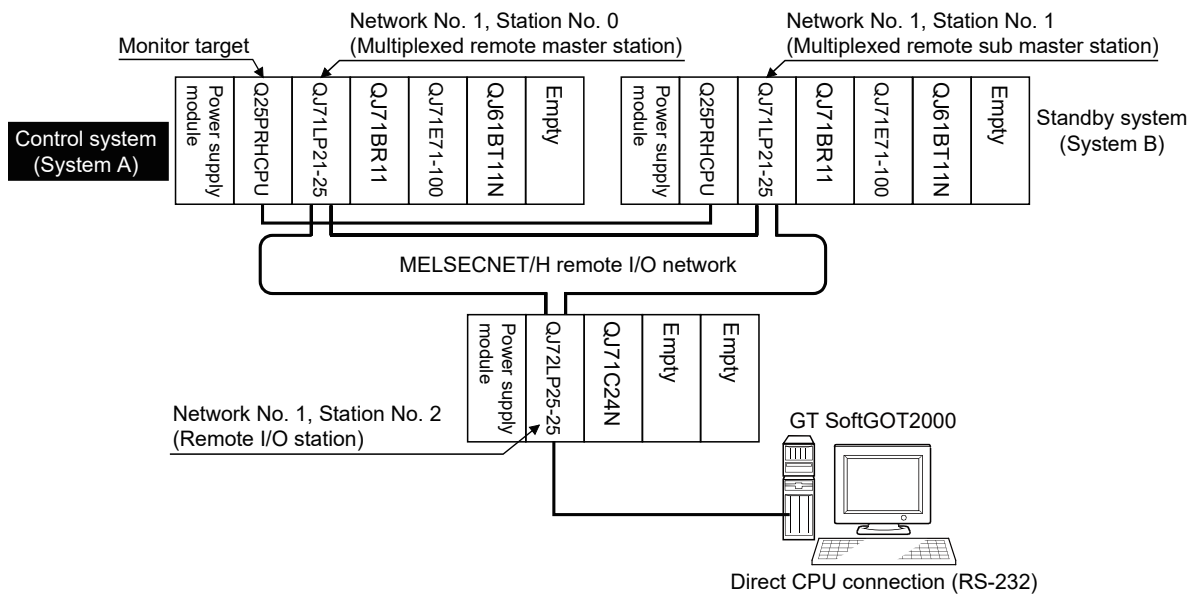 Network No. 1, Station No. 0
(Multiplexed remote master station)
Network No. 1, Station No. 1
(Multiplexed remote sub master station)
Monitor target
Control system
(System A)
Power supply
module
Q25PRHCPU
QJ71LP21-25
QJ71BR11
QJ71E71-100
QJ61BT11N
Empty
Power supply
module
Q25PRHCPU
QJ71LP21-25
QJ71BR11
QJ71E71-100
QJ61BT11N
Empty
Standby system
(System B)
MELSECNET/H remote I/O network
Power supply
module
QJ72LP25-25
QJ71C24N
Empty
Empty
Network No. 1, Station No. 2
(Remote I/O station)
GT SoftGOT2000
Direct CPU connection (RS-232)